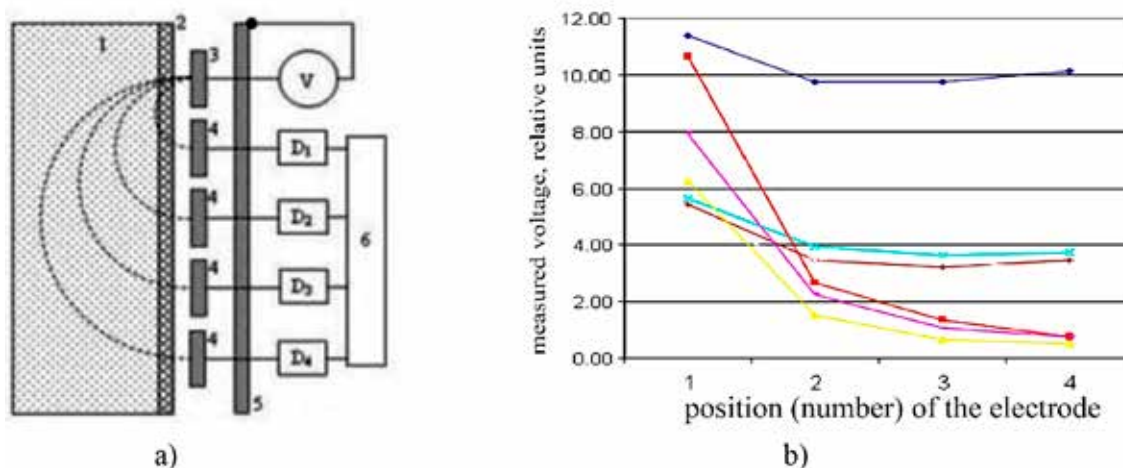 1
2
3
V
4
D1
4
D2
6
4
D3
4
D4
5
a)
measured voltage, relative units
12.00
10.00
8.00
6.00
4.00
2.00
0.00
1 2 3 4
position (number) of the electrode
b)